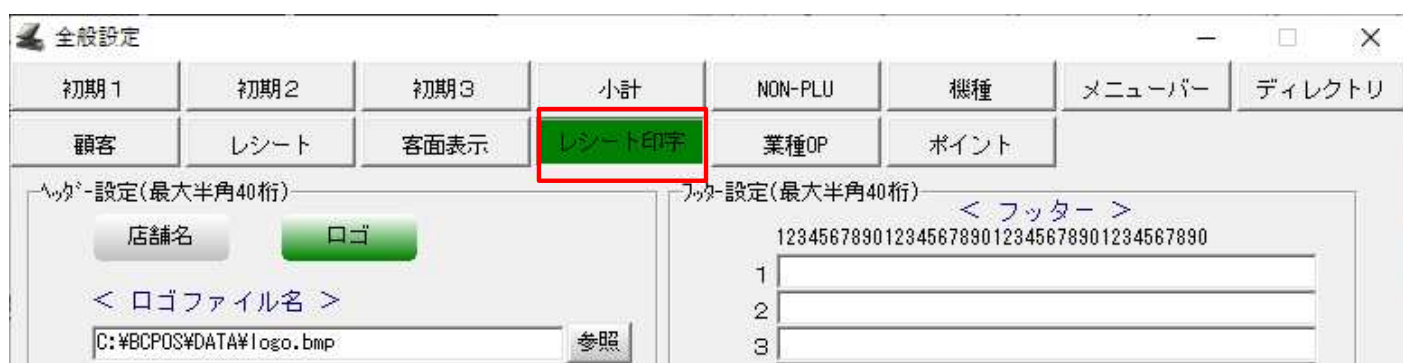 全般設定
初期1 初期2 初期3 小計 NON-PLU 機種 メニューバー ディレクトリ
顧客 レシート 客面表示 レシート印字 業種OP ポイント
ヘッダー設定(最大半角40桁)
店舗名 ロゴ
< ロゴファイル名 >
C:¥BCPOS¥DATA¥logo.bmp 参照
フッター設定(最大半角40桁)
< フッター >
1234567890123456789012345678901234567890
1
2
3